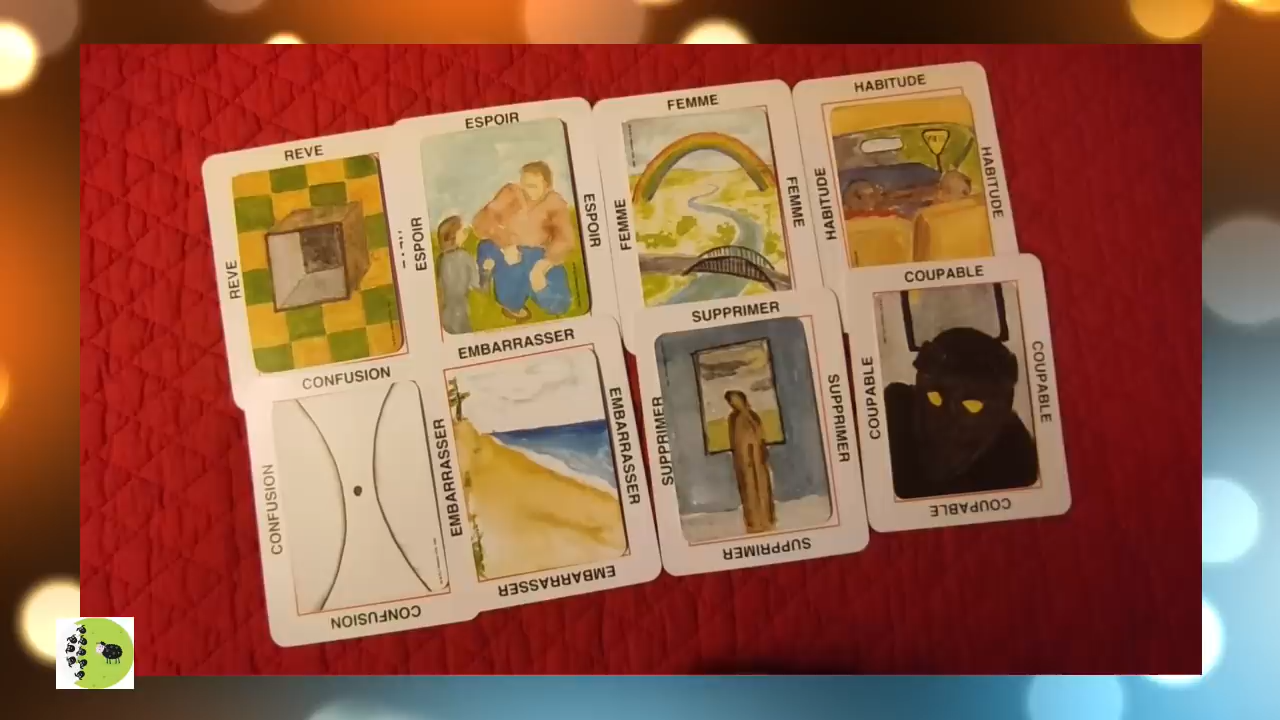 REVE
REVE
ESPOIR
ESPOIR
ESPOIR
FEMME
FEMME
FEMME
HABITUDE
HABITUDE
HABITUDE
CONFUSION
CONFUSION
CONFUSION
EMBARRASSER
EMBARRASSER
EMBARRASSER
EMBARRASSER
SUPPRIMER
SUPPRIMER
SUPPRIMER
SUPPRIMER
COUPABLE
COUPABLE
COUPABLE
COUPABLE